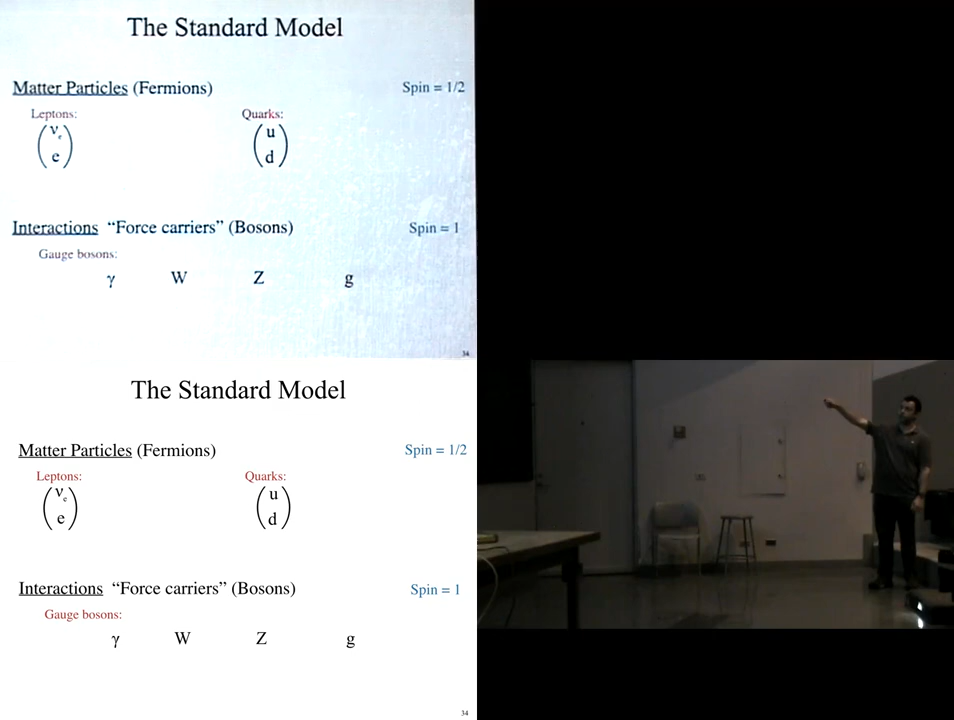 The Standard Model
Matter Particles (Fermions) Spin = 1/2
Leptons: Quarks:
νe u
e d
Interactions “Force carriers” (Bosons) Spin = 1
Gauge bosons:
γ W Z g
34
The Standard Model
Matter Particles (Fermions) Spin = 1/2
Leptons: Quarks:
νe u
e d
Interactions “Force carriers” (Bosons) Spin = 1
Gauge bosons:
γ W Z g
34